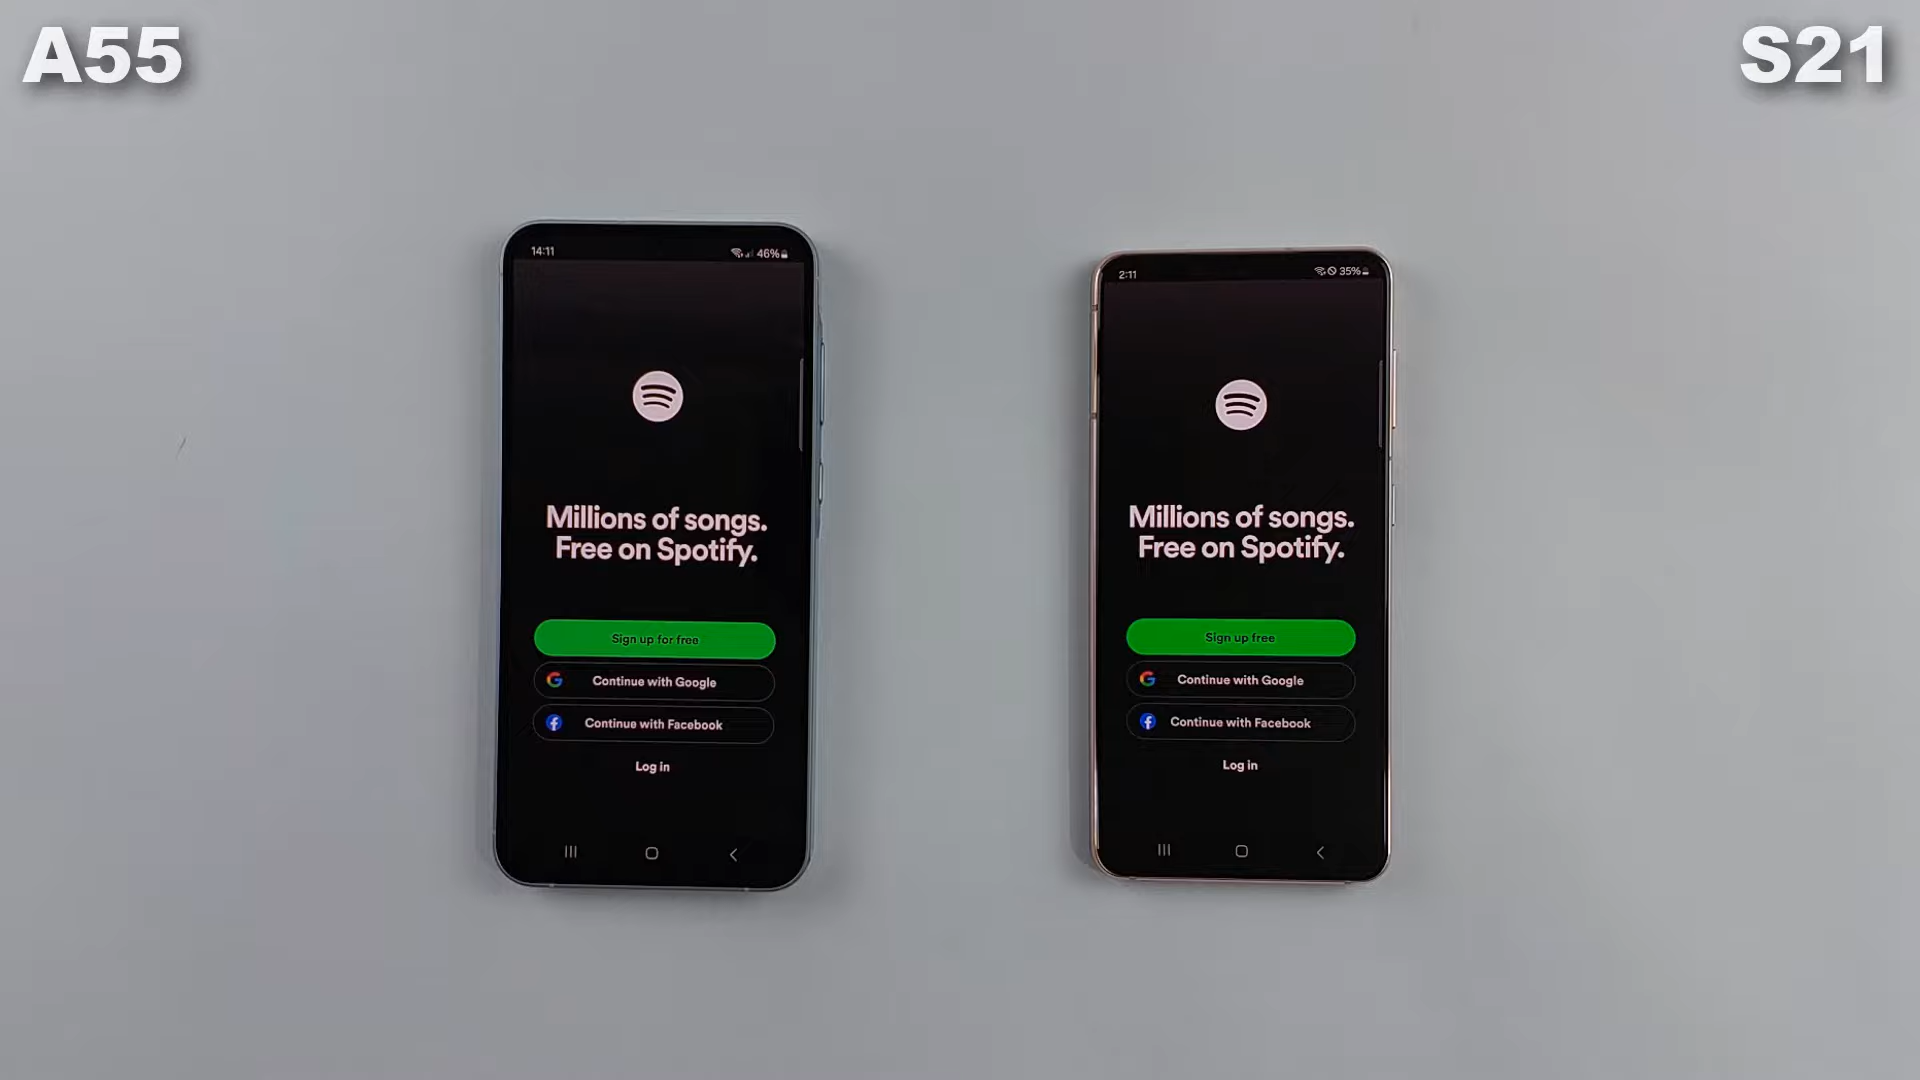 A55
S21
14:11
46%
Millions of songs.
Free on Spotify.
Sign up for free
Continue with Google
Continue with Facebook
Log in
2:11
35%
Millions of songs.
Free on Spotify.
Sign up free
Continue with Google
Continue with Facebook
Log in